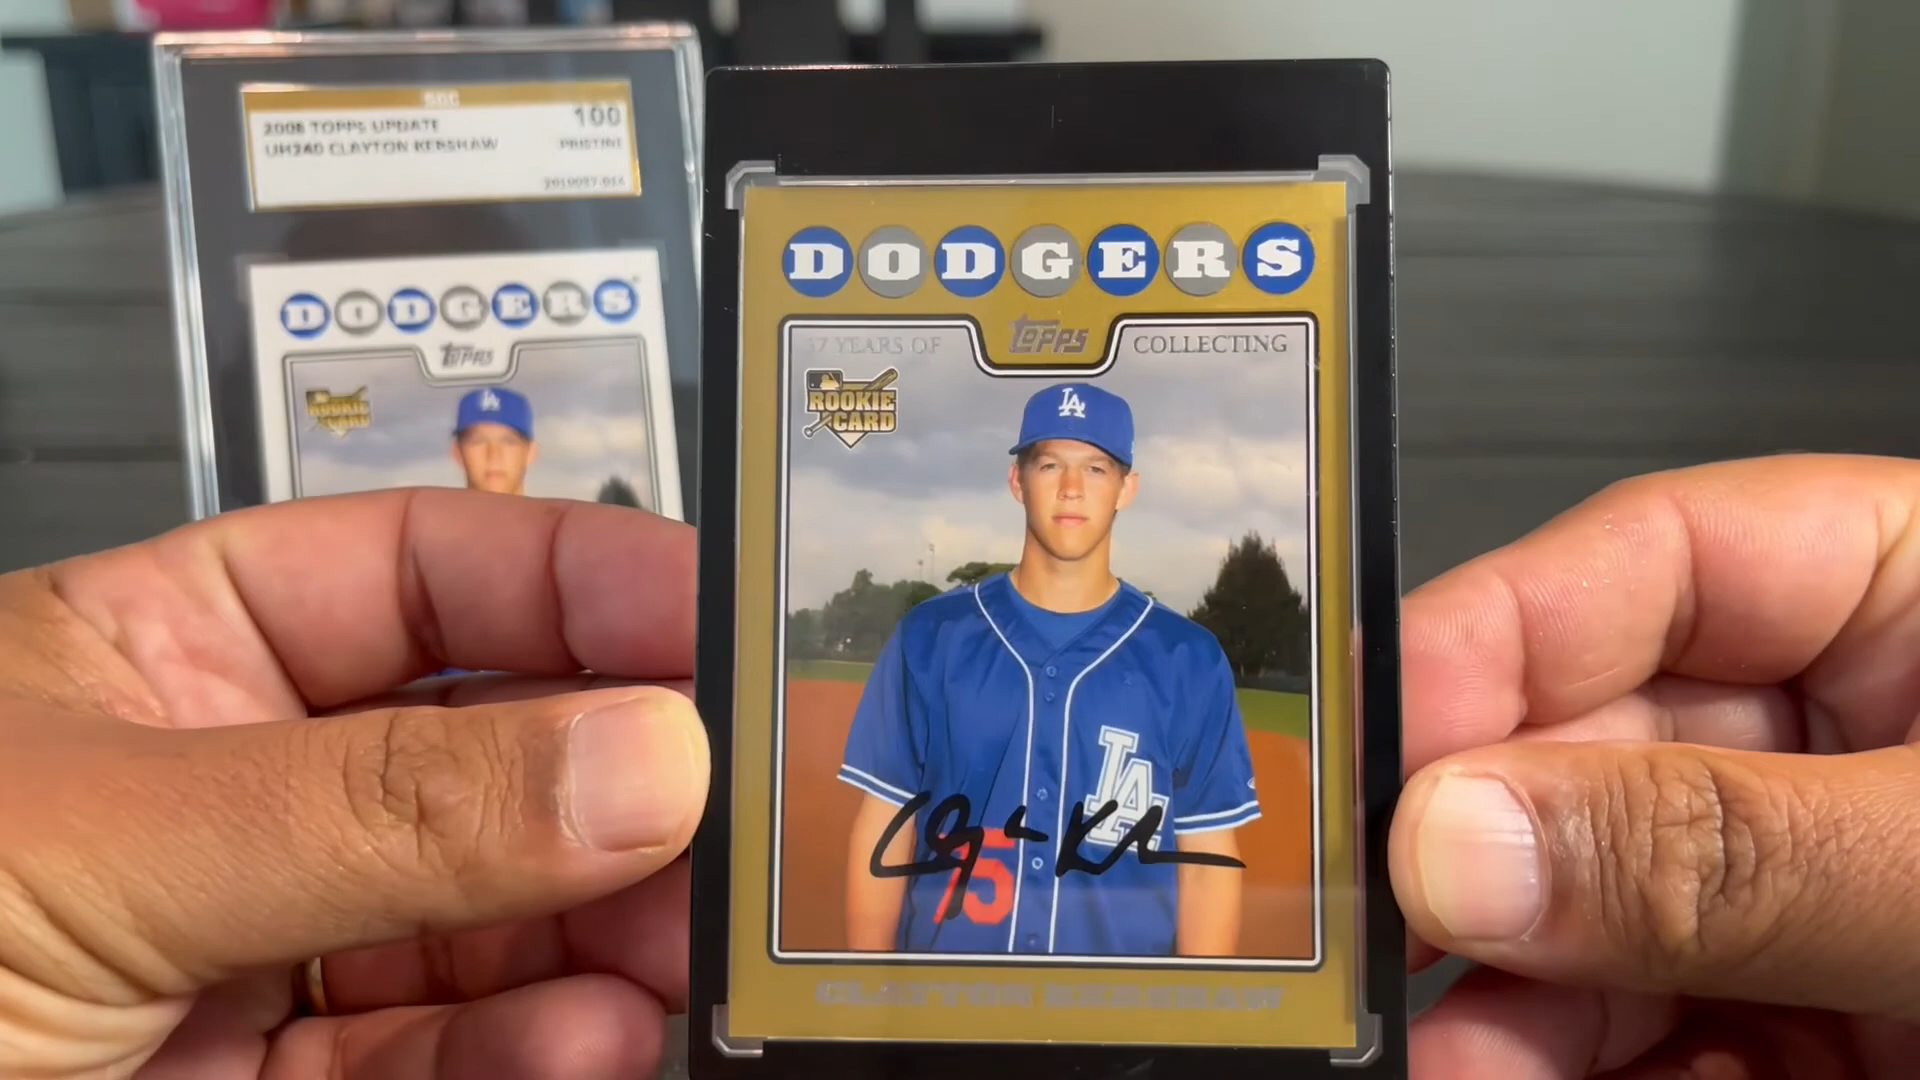 SGC
2008 TOPPS UPDATE
100
UH240 CLAYTON KERSHAW
PRISTINE
DODGERS
TOPPS
ROOKIE
CARD
LA
DODGERS
57 YEARS OF
TOPPS
COLLECTING
ROOKIE
CARD
LA
LA
CLAYTON KERSHAW